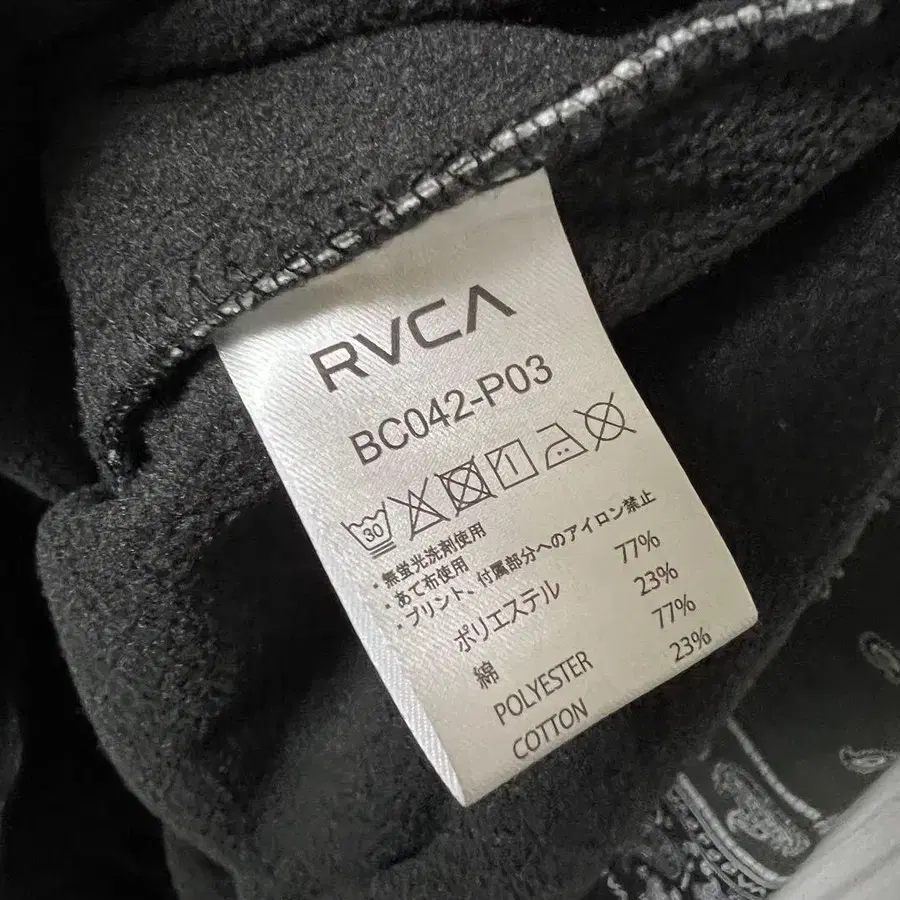 RVCA
BC042-P03
30
・無蛍光洗剤使用
・あて布使用
・プリント、付属部分へのアイロン禁止
ポリエステル 77%
綿 23%
POLYESTER 77%
COTTON 23%